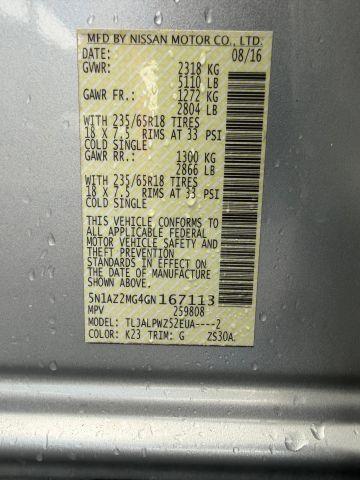 MFD BY NISSAN MOTOR CO., LTD.
DATE: 08/16
GVWR: 2318 KG
5110 LB
GAWR FR.: 1272 KG
2804 LB
WITH 235/65R18 TIRES
18 X 7.5 RIMS AT 33 PSI
COLD SINGLE
GAWR RR.: 1300 KG
2866 LB
WITH 235/65R18 TIRES
18 X 7.5 RIMS AT 33 PSI
COLD SINGLE
THIS VEHICLE CONFORMS TO
ALL APPLICABLE FEDERAL
MOTOR VEHICLE SAFETY
AND THEFT PREVENTION
STANDARDS IN EFFECT
ON THE DATE OF
MANUFACTURE SHOWN ABOVE.
5N1AZ2MG4GN167113
MPV 259808
MODEL: TLJALPWZ52EUA----2
COLOR: K23 TRIM: G ZS30A.